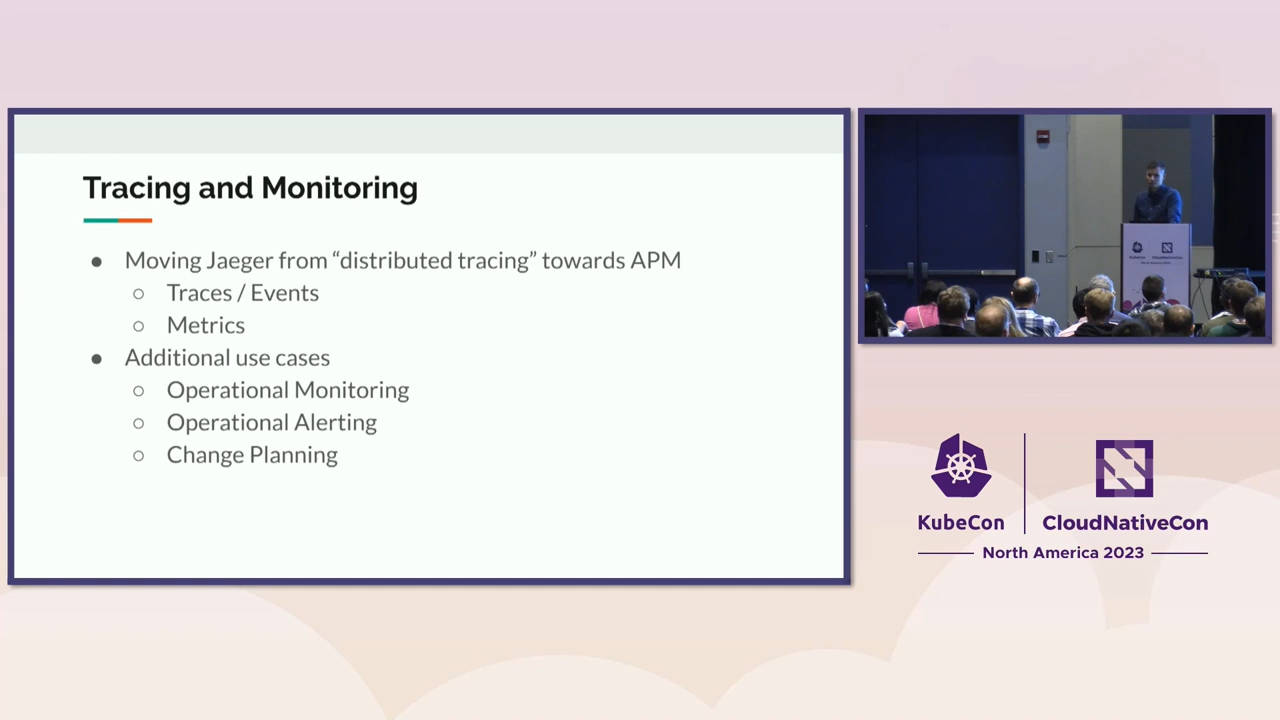 Tracing and Monitoring
● Moving Jaeger from “distributed tracing” towards APM
○ Traces / Events
○ Metrics
● Additional use cases
○ Operational Monitoring
○ Operational Alerting
○ Change Planning
KubeCon
CloudNativeCon
North America 2023